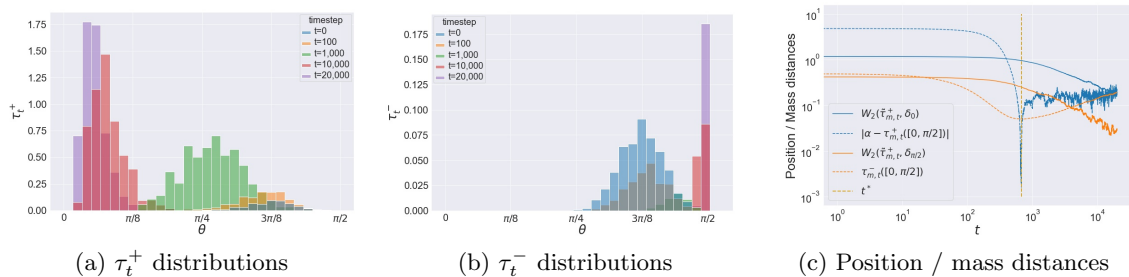 timestep
t=0
t=100
t=1,000
t=10,000
t=20,000
1.75
1.50
1.25
1.00
0.75
0.50
0.25
0.00
τ_t^+
0
π/8
π/4
3π/8
π/2
θ
(a) τ_t^+ distributions
timestep
t=0
t=100
t=1,000
t=10,000
t=20,000
0.175
0.150
0.125
0.100
0.075
0.050
0.025
0.000
τ_t^-
0
π/8
π/4
3π/8
π/2
θ
(b) τ_t^- distributions
Position / Mass distances
10^1
10^0
10^-1
10^-2
10^-3
W_2(τ̄_{m,t}^+, δ_0)
|α − τ_{m,t}^+([0, π/2])|
W_2(τ̄_{m,t}^+, δ_{π/2})
τ_{m,t}^-([0, π/2])
t*
10^0
10^1
10^2
10^3
10^4
t
(c) Position / mass distances